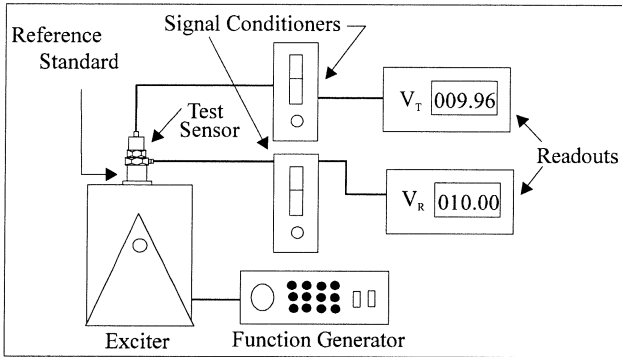 Signal Conditioners
Reference
Standard
Test
Sensor
V_T 009.96
Readouts
V_R 010.00
Exciter
Function Generator